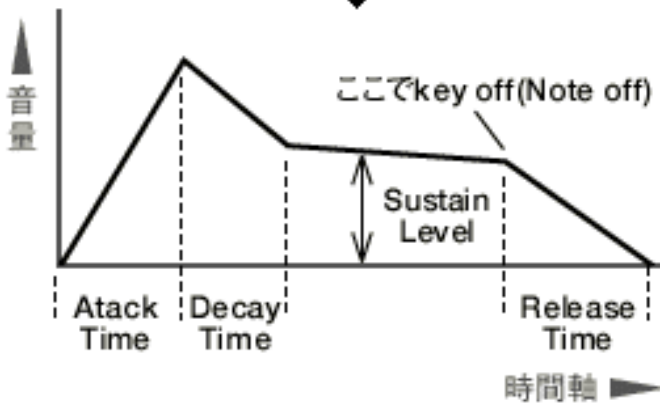 音量
ここでkey off(Note off)
Sustain
Level
Atack
Time
Decay
Time
Release
Time
時間軸